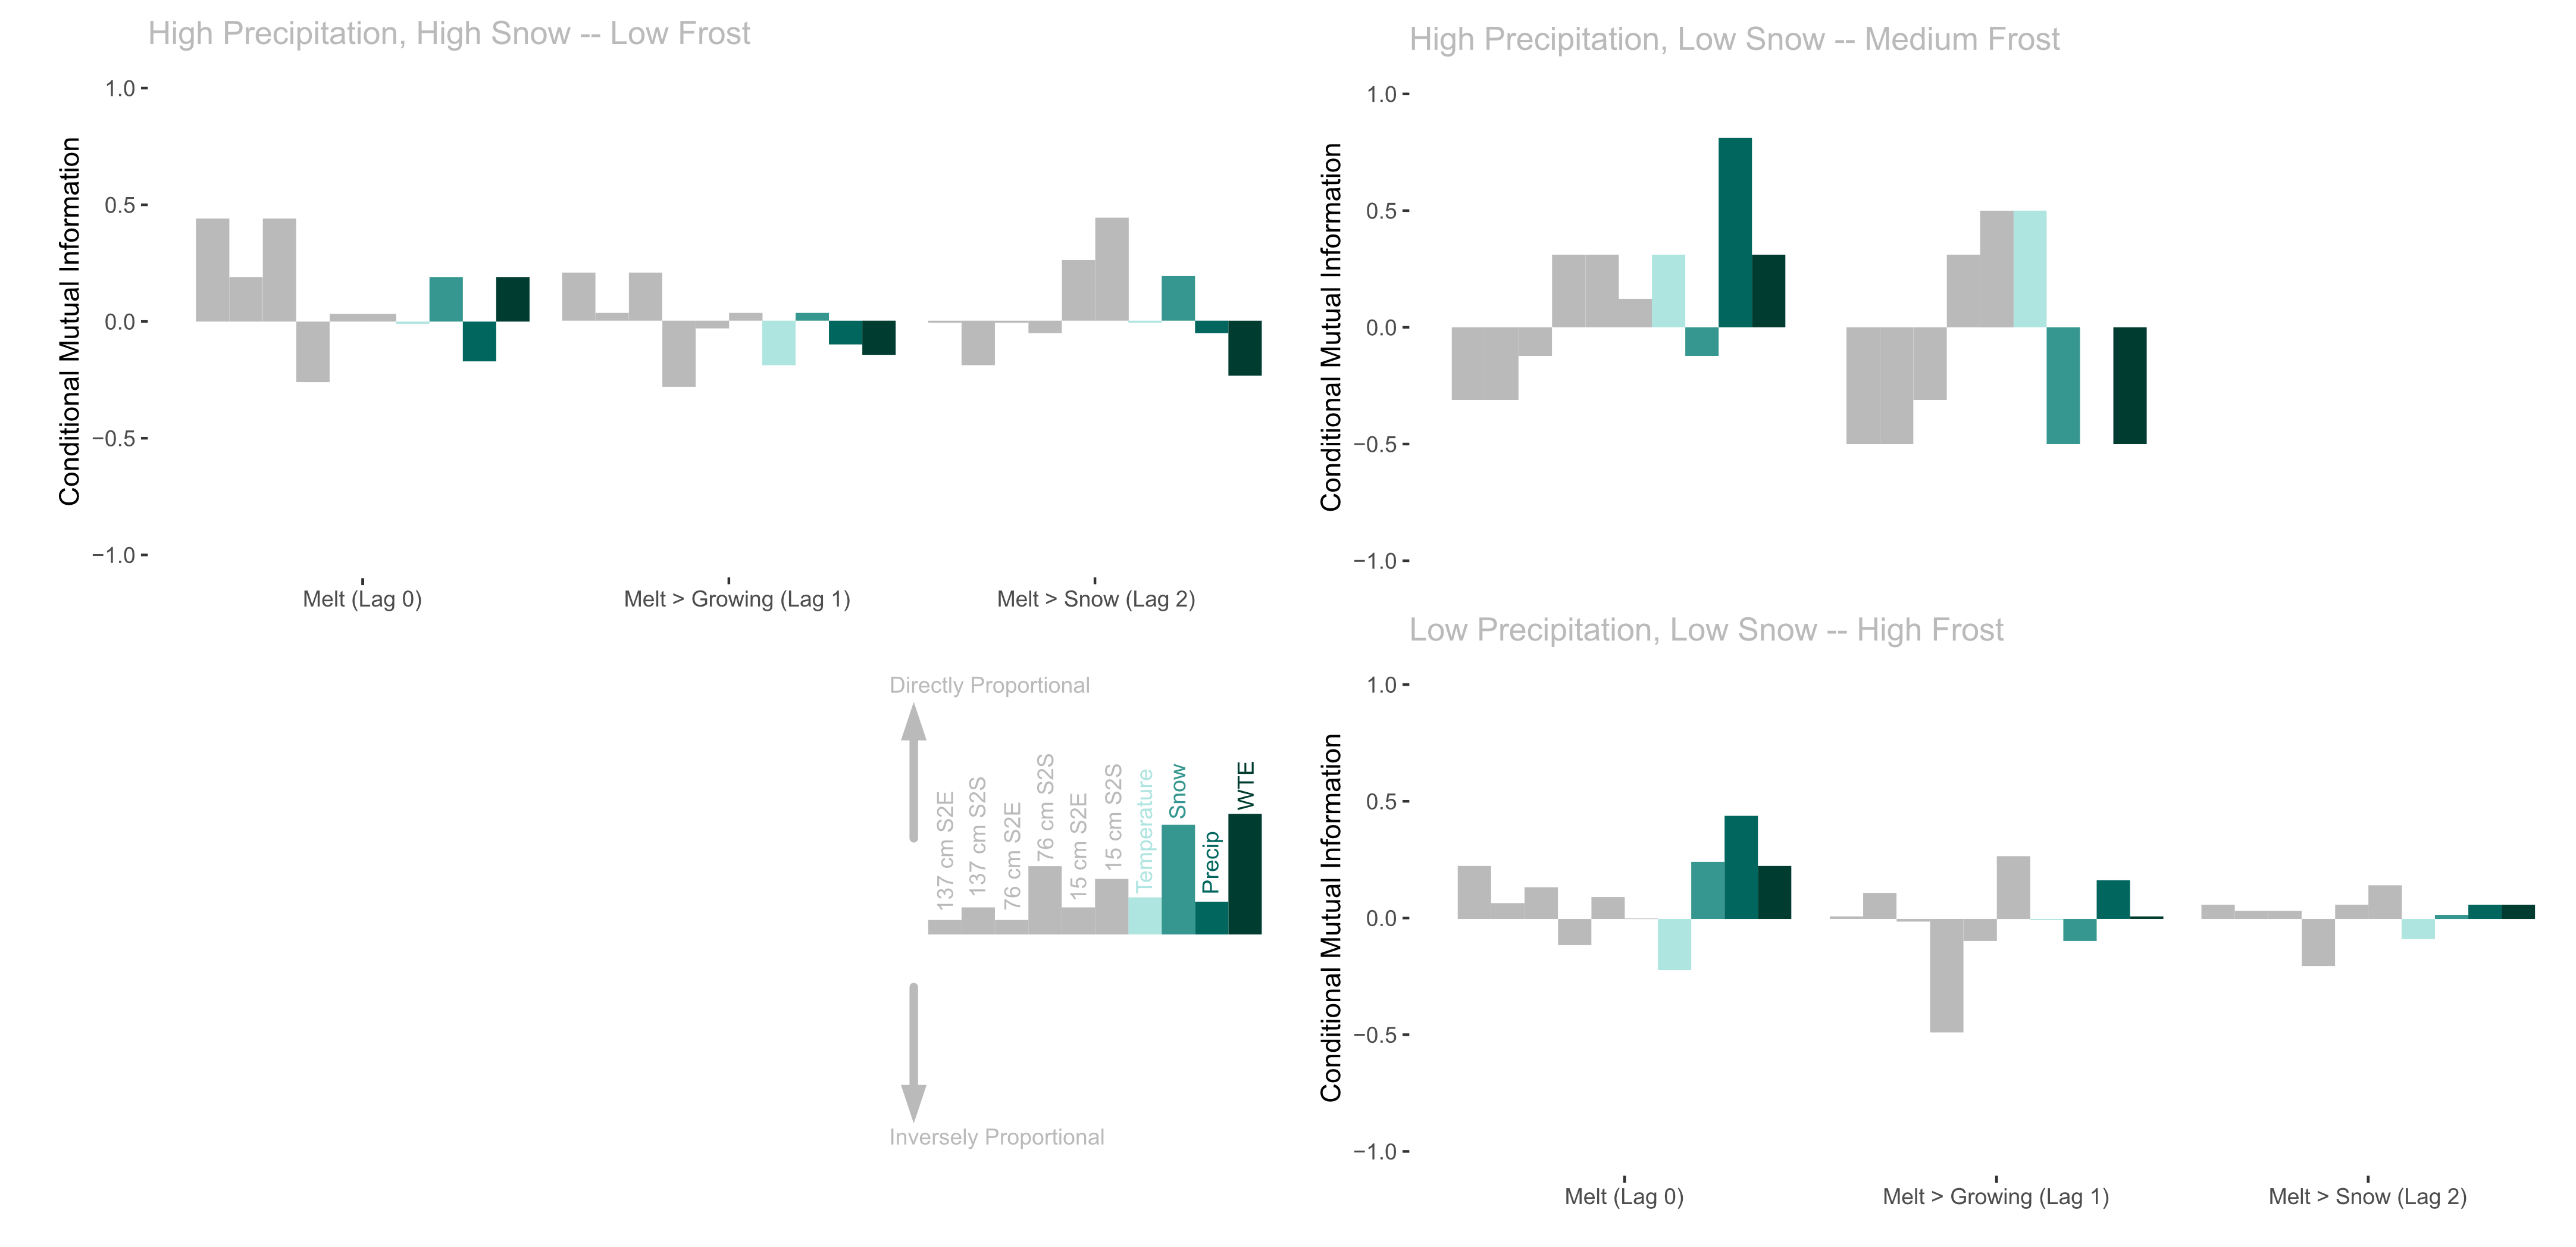 High Precipitation, High Snow -- Low Frost
Conditional Mutual Information
1.0
0.5
0.0
−0.5
−1.0
Melt (Lag 0)
Melt > Growing (Lag 1)
Melt > Snow (Lag 2)
High Precipitation, Low Snow -- Medium Frost
Conditional Mutual Information
1.0
0.5
0.0
−0.5
−1.0
Directly Proportional
137 cm S2E
137 cm S2S
76 cm S2E
76 cm S2S
15 cm S2E
15 cm S2S
Temperature
Snow
Precip
WTE
Inversely Proportional
Low Precipitation, Low Snow -- High Frost
Conditional Mutual Information
1.0
0.5
0.0
−0.5
−1.0
Melt (Lag 0)
Melt > Growing (Lag 1)
Melt > Snow (Lag 2)